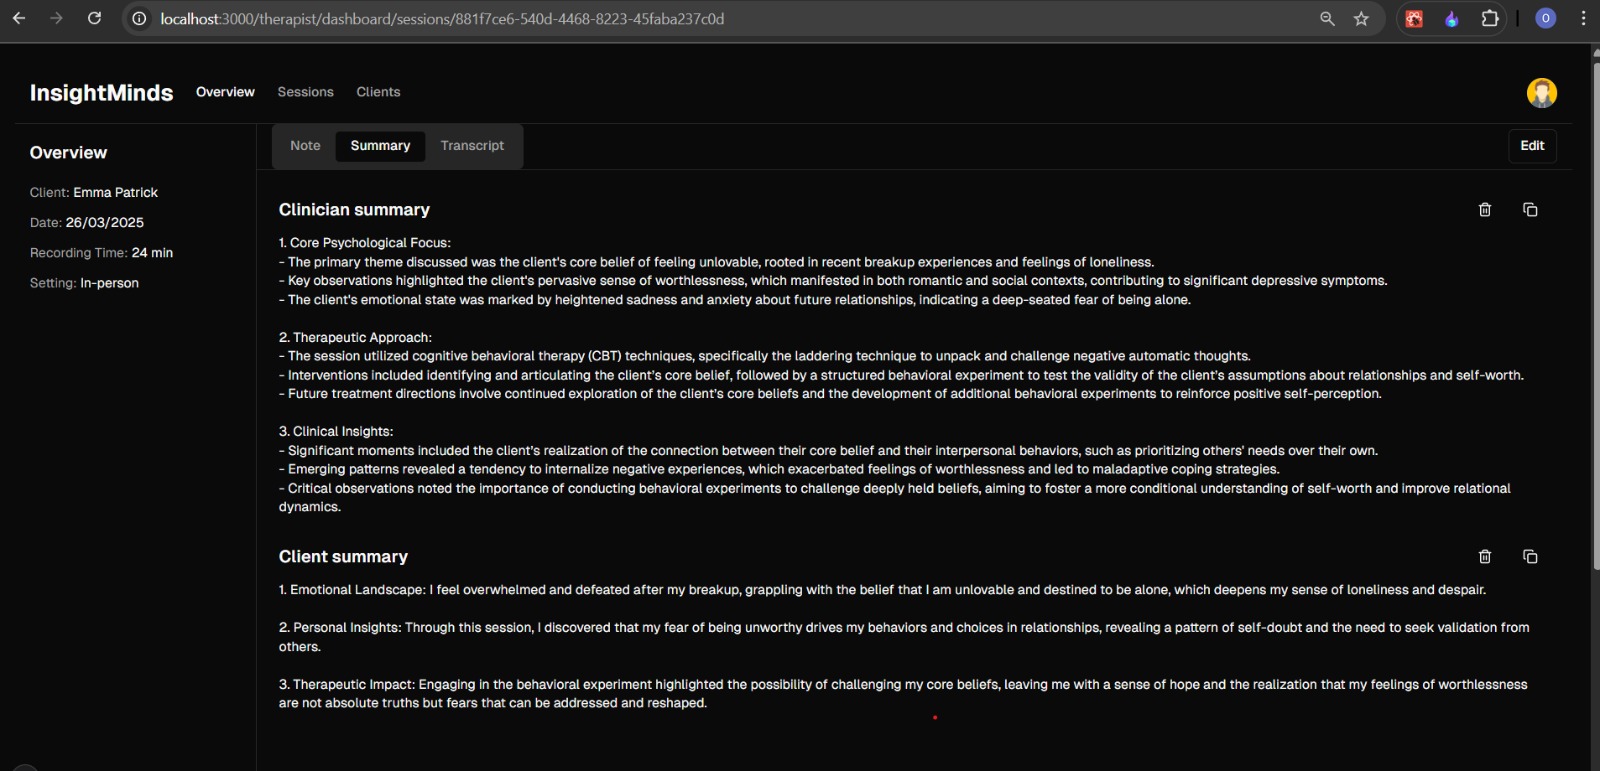 localhost:3000/therapist/dashboard/sessions/881f7ce6-540d-4468-8223-45faba237c0d
O
InsightMinds Overview Sessions Clients
Overview
Client: Emma Patrick
Date: 26/03/2025
Recording Time: 24 min
Setting: In-person
Note Summary Transcript
Edit
Clinician summary
1. Core Psychological Focus:
- The primary theme discussed was the client's core belief of feeling unlovable, rooted in recent breakup experiences and feelings of loneliness.
- Key observations highlighted the client's pervasive sense of worthlessness, which manifested in both romantic and social contexts, contributing to significant depressive symptoms.
- The client's emotional state was marked by heightened sadness and anxiety about future relationships, indicating a deep-seated fear of being alone.
2. Therapeutic Approach:
- The session utilized cognitive behavioral therapy (CBT) techniques, specifically the laddering technique to unpack and challenge negative automatic thoughts.
- Interventions included identifying and articulating the client's core belief, followed by a structured behavioral experiment to test the validity of the client's assumptions about relationships and self-worth.
- Future treatment directions involve continued exploration of the client's core beliefs and the development of additional behavioral experiments to reinforce positive self-perception.
3. Clinical Insights:
- Significant moments included the client's realization of the connection between their core belief and their interpersonal behaviors, such as prioritizing others' needs over their own.
- Emerging patterns revealed a tendency to internalize negative experiences, which exacerbated feelings of worthlessness and led to maladaptive coping strategies.
- Critical observations noted the importance of conducting behavioral experiments to challenge deeply held beliefs, aiming to foster a more conditional understanding of self-worth and improve relational
dynamics.
Client summary
1. Emotional Landscape: I feel overwhelmed and defeated after my breakup, grappling with the belief that I am unlovable and destined to be alone, which deepens my sense of loneliness and despair.
2. Personal Insights: Through this session, I discovered that my fear of being unworthy drives my behaviors and choices in relationships, revealing a pattern of self-doubt and the need to seek validation from
others.
3. Therapeutic Impact: Engaging in the behavioral experiment highlighted the possibility of challenging my core beliefs, leaving me with a sense of hope and the realization that my feelings of worthlessness
are not absolute truths but fears that can be addressed and reshaped.